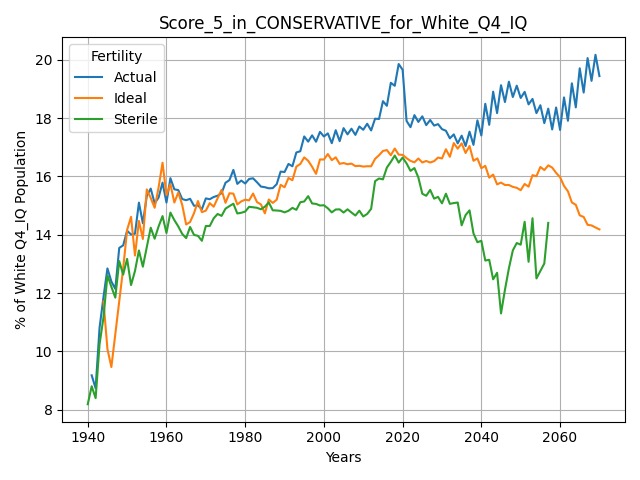 Score_5_in_CONSERVATIVE_for_White_Q4_IQ
Fertility
Actual
Ideal
Sterile
% of White Q4_IQ Population
20
18
16
14
12
10
8
1940 1960 1980 2000 2020 2040 2060
Years